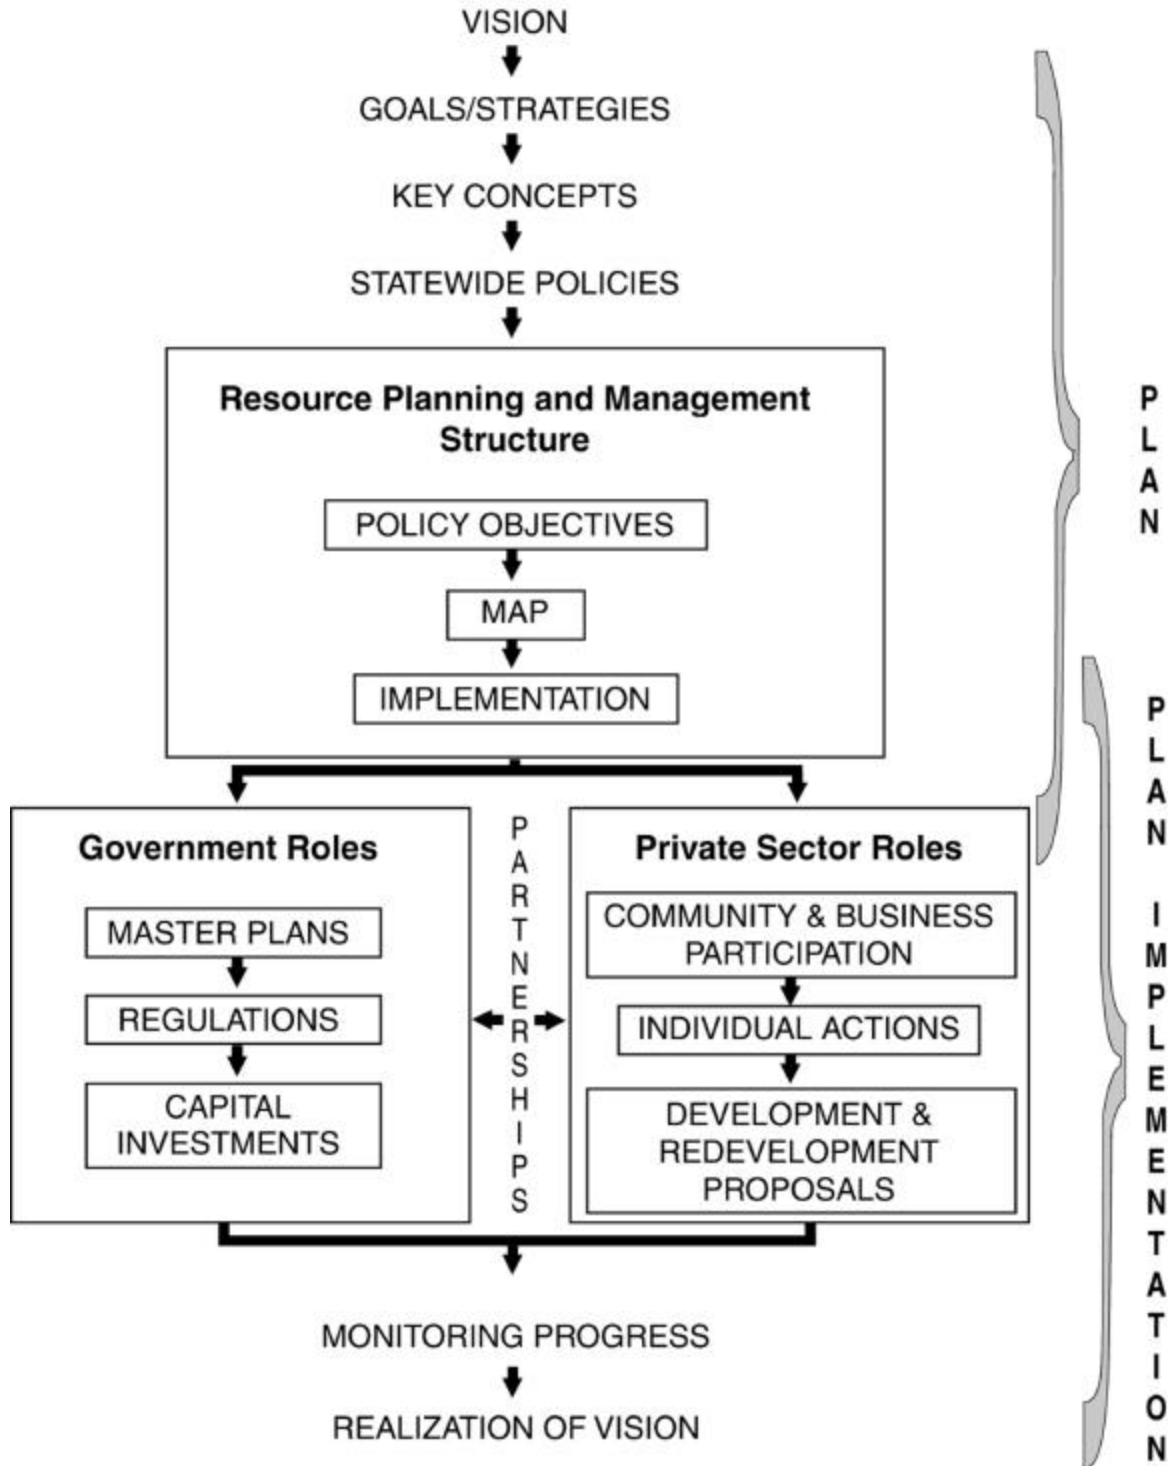 VISION
GOALS/STRATEGIES
KEY CONCEPTS
STATEWIDE POLICIES
Resource Planning and Management
Structure
POLICY OBJECTIVES
MAP
IMPLEMENTATION
Government Roles
MASTER PLANS
REGULATIONS
CAPITAL
INVESTMENTS
PARTNERSHIPS
Private Sector Roles
COMMUNITY & BUSINESS
PARTICIPATION
INDIVIDUAL ACTIONS
DEVELOPMENT &
REDEVELOPMENT
PROPOSALS
MONITORING PROGRESS
REALIZATION OF VISION
PLAN
PLAN IMPLEMENTATION